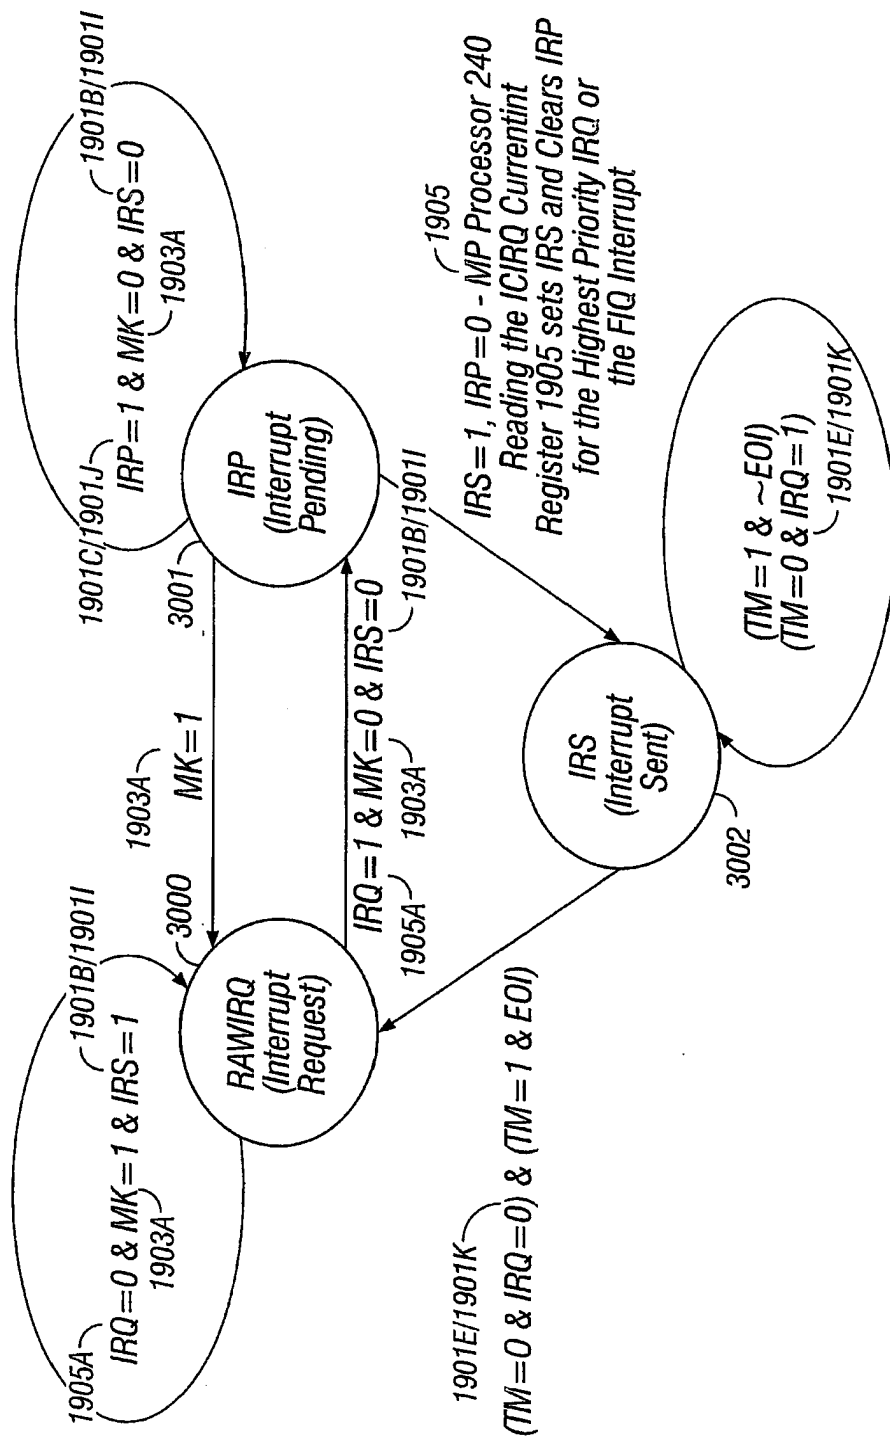 1905A
IRQ=0 & MK=1 & IRS=1
1901B/1901I
1903A
3000
RAWIRQ
(Interrupt
Request)
1903A
MK=1
IRQ=1 & MK=0 & IRS=0
1905A
1903A
1901B/1901I
3001
1901C/1901J
IRP=1 & MK=0 & IRS=0
1901B/1901I
1903A
IRP
(Interrupt
Pending)
1905
IRS=1, IRP=0 - MP Processor 240
Reading the ICIRQ Currentint
Register 1905 sets IRS and Clears IRP
for the Highest Priority IRQ or
the FIQ Interrupt
IRS
(Interrupt
Sent)
3002
(TM=1 & ~EOI)
(TM=0 & IRQ=1)
1901E/1901K
1901E/1901K
(TM=0 & IRQ=0) & (TM=1 & EOI)